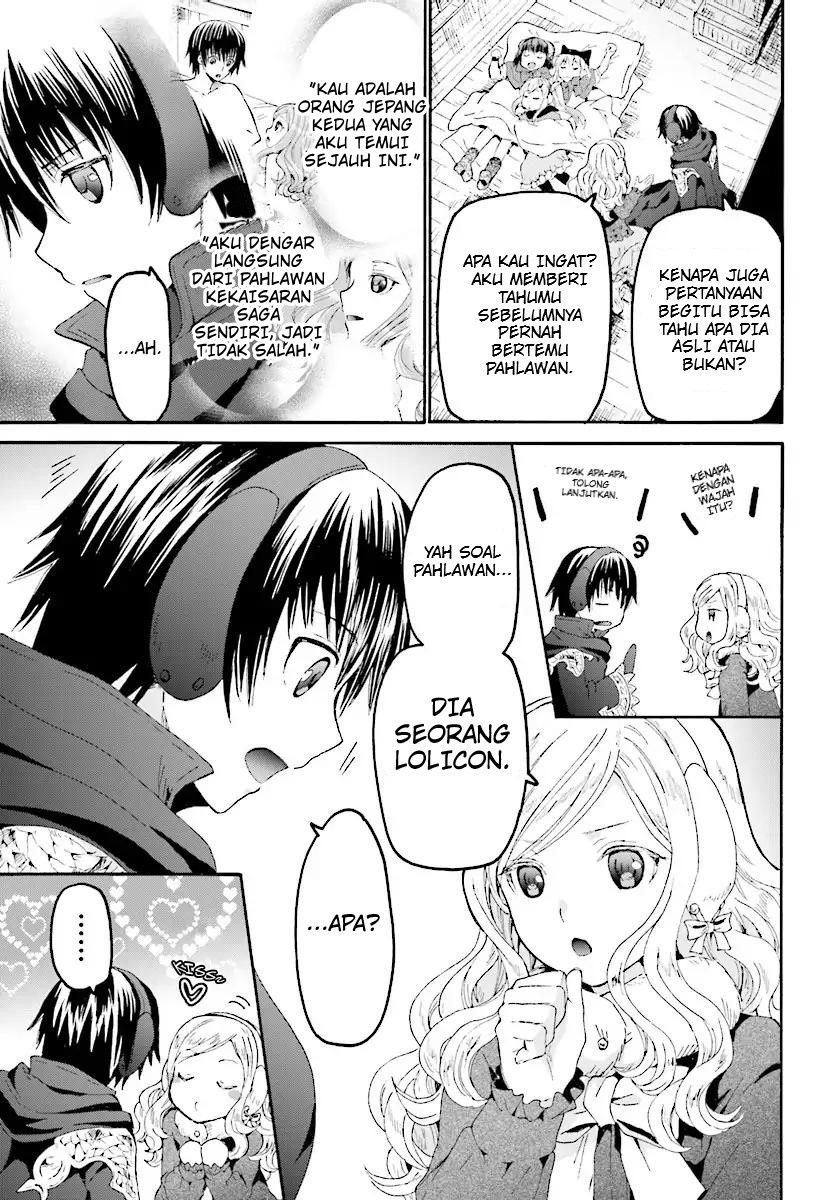 KENAPA JUGA
PERTANYAAN
BEGITU BISA
TAHU APA DIA
ASLI ATAU
BUKAN?
APA KAU INGAT?
AKU MEMBERI
TAHUMU
SEBELUMNYA
PERNAH
BERTEMU
PAHLAWAN.
"KAU ADALAH
ORANG JEPANG
KEDUA YANG
AKU TEMUI
SEJAUH INI."
"AKU DENGAR
LANGSUNG
DARI PAHLAWAN
KEKAISARAN
SAGA
SENDIRI, JADI
TIDAK SALAH."
...AH.
KENAPA
DENGAN
WAJAH
ITU?
TIDAK APA-APA,
TOLONG
LANJUTKAN.
YAH SOAL
PAHLAWAN...
DIA
SEORANG
LOLICON.
...APA?
......
KISS